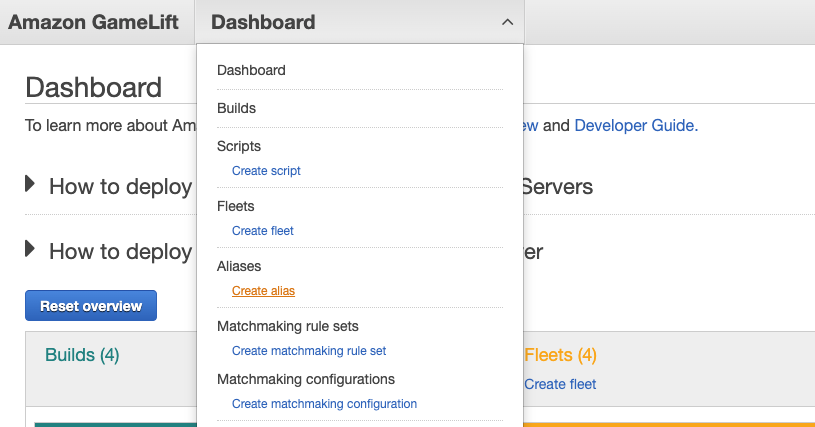 Amazon GameLift
Dashboard
Dashboard
Dashboard
To learn more about Am
ew and Developer Guide.
Builds
Scripts
Create script
How to deploy
Servers
Fleets
Create fleet
How to deploy
er
Aliases
Create alias
Reset overview
Matchmaking rule sets
Create matchmaking rule set
Builds (4)
Fleets (4)
Matchmaking configurations
Create fleet
Create matchmaking configuration